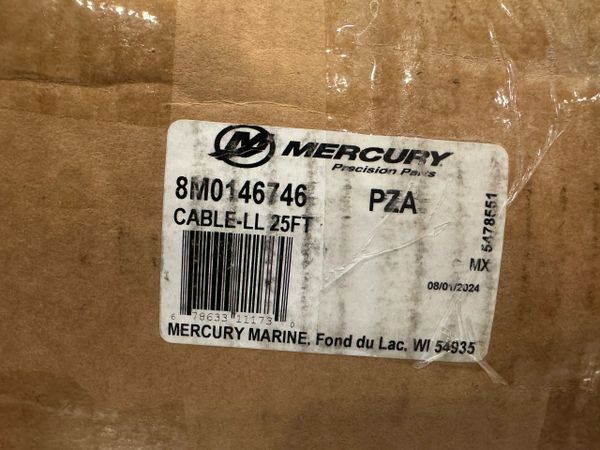 MERCURY
Precision Parts
8M0146746
PZA
CABLE-LL 25FT
MX 5478551
08/01/2024
6 78633 11173 0
MERCURY MARINE, Fond du Lac, WI 54935